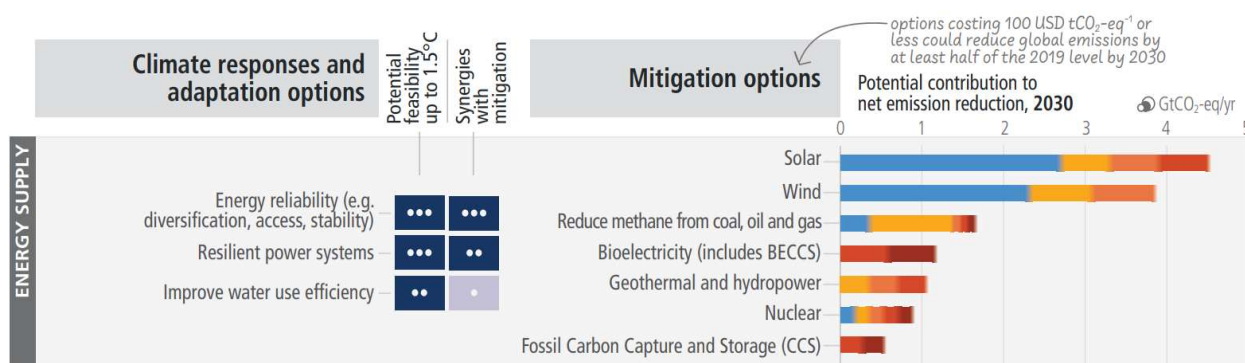 Climate responses and
adaptation options
Potential
feasibility
up to 1.5°C
Synergies
with
mitigation
Mitigation options
options costing 100 USD tCO₂-eq⁻¹ or
less could reduce global emissions by
at least half of the 2019 level by 2030
Potential contribution to
net emission reduction, 2030
GtCO₂-eq/yr
0 1 2 3 4 5
ENERGY SUPPLY
Energy reliability (e.g.
diversification, access, stability)
Resilient power systems
Improve water use efficiency
Solar
Wind
Reduce methane from coal, oil and gas
Bioelectricity (includes BECCS)
Geothermal and hydropower
Nuclear
Fossil Carbon Capture and Storage (CCS)